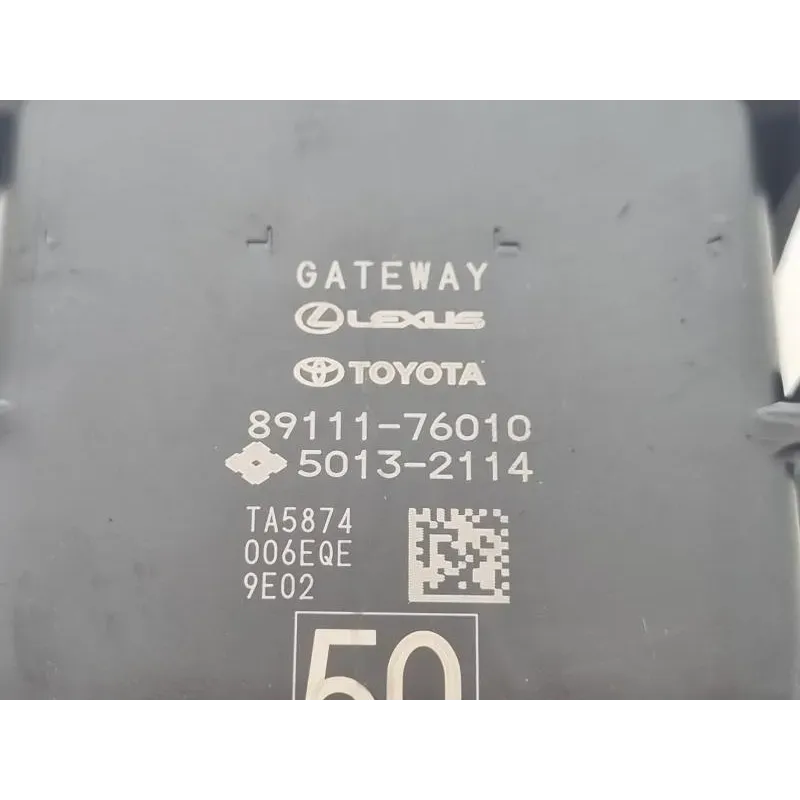 GATEWAY
LEXUS
TOYOTA
89111-76010
5013-2114
TA5874
006EQE
9E02
50